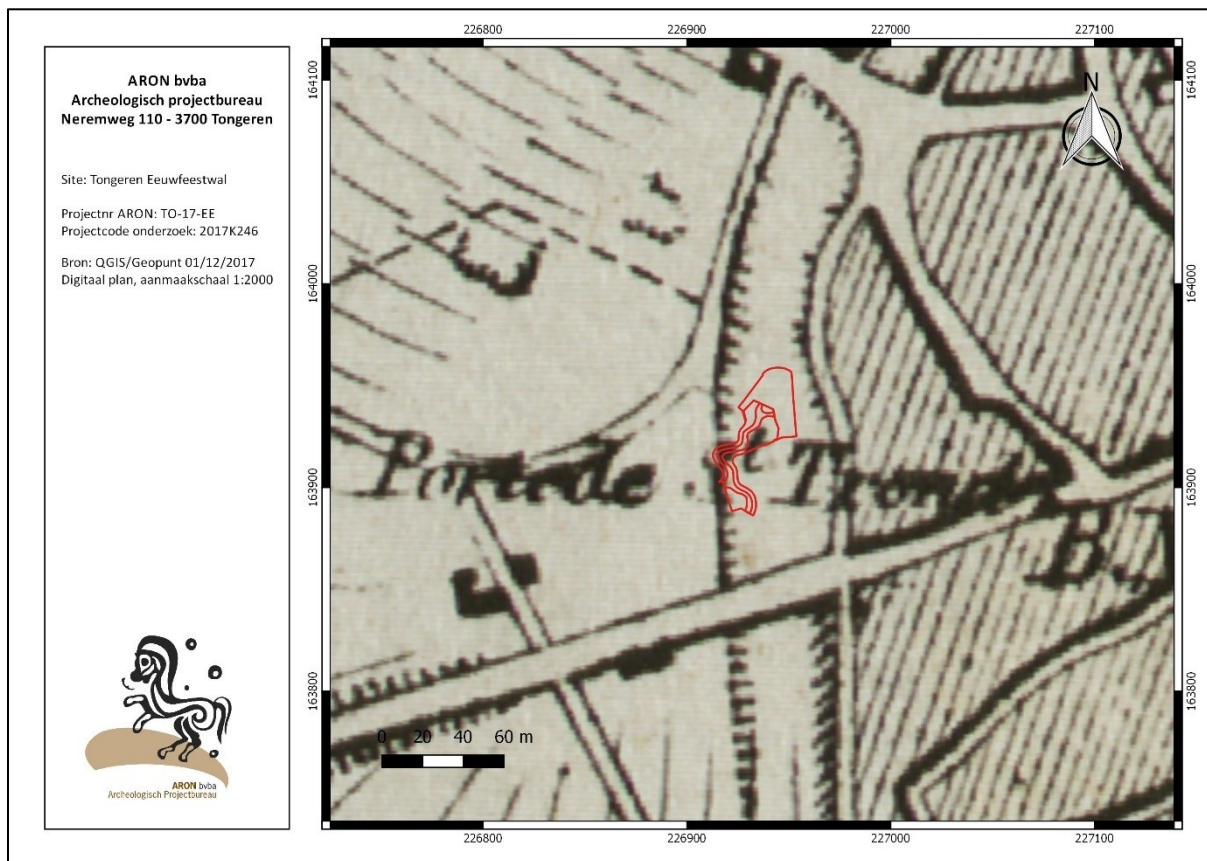 ARON bvba
Archeologisch projectbureau
Neremweg 110 - 3700 Tongeren
Site: Tongeren Eeuwfeestwal
Projectnr ARON: TO-17-EE
Projectcode onderzoek: 2017K246
Bron: QGIS/Geopunt 01/12/2017
Digitaal plan, aanmaakschaal 1:2000
ARON bvba
Archeologisch Projectbureau
226800 226900 227000 227100
164100 164100
N
164000 164000
Porte de
163900 163900
163800 163800
0 20 40 60 m
226800 226900 227000 227100